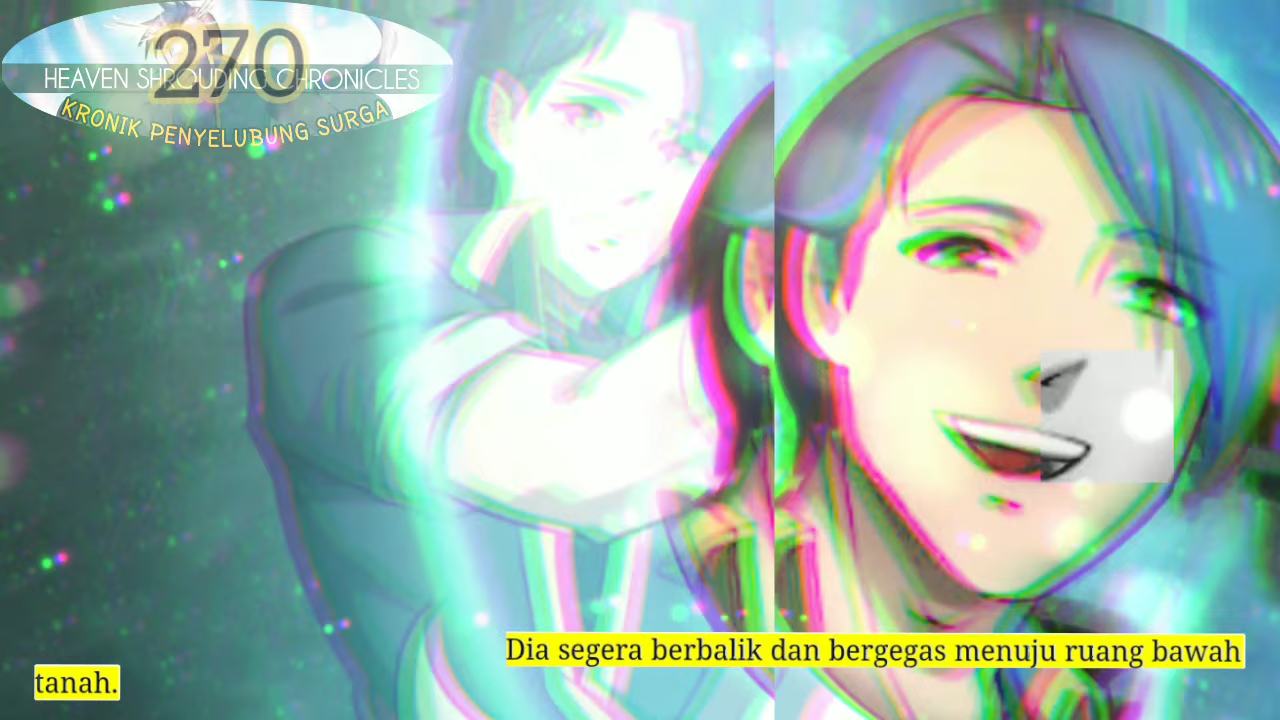 270
HEAVEN SHROUDING CHRONICLES
KRONIK PENYELUBUNG SURGA
Dia segera berbalik dan bergegas menuju ruang bawah
tanah.